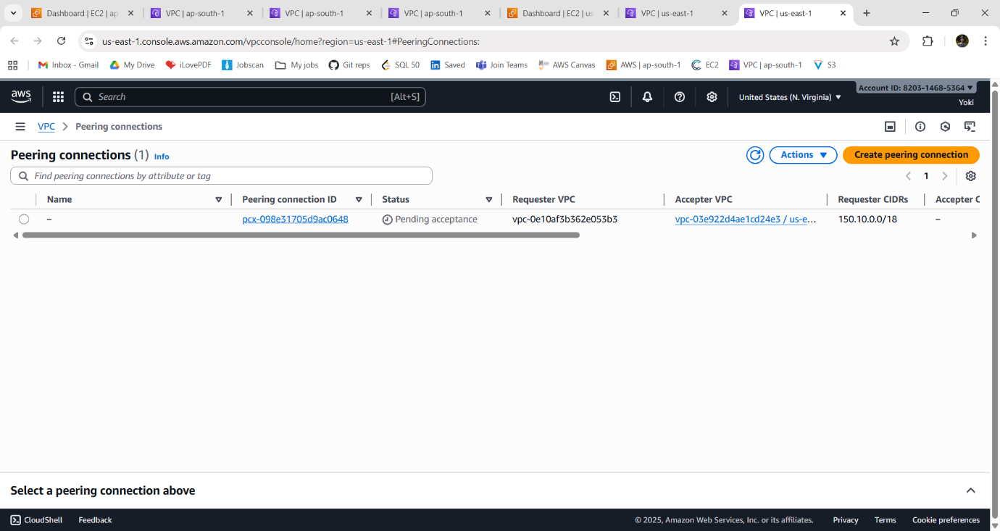 Dashboard | EC2 | ap
VPC | ap-south-1
VPC | ap-south-1
VPC | ap-south-1
Dashboard | EC2 | us
VPC | us-east-1
VPC | us-east-1
us-east-1.console.aws.amazon.com/vpcconsole/home?region=us-east-1#PeeringConnections:
Inbox - Gmail My Drive iLovePDF Jobscan My jobs Git reps SQL 50 Saved Join Teams AWS Canvas AWS | ap-south-1 EC2 VPC | ap-south-1 S3
aws Search [Alt+S] United States (N. Virginia) Account ID: 8203-1468-5364
Yoki
VPC Peering connections
Peering connections (1) Info Actions Create peering connection
Find peering connections by attribute or tag 1
Name Peering connection ID Status Requester VPC Accepter VPC Requester CIDRs Accepter C
– pcx-098e31705d9ac0648 Pending acceptance vpc-0e10af3b362e053b3 vpc-03e922d4ae1cd24e3 / us-e... 150.10.0.0/18 –
Select a peering connection above
CloudShell Feedback © 2025, Amazon Web Services, Inc. or its affiliates. Privacy Terms Cookie preferences